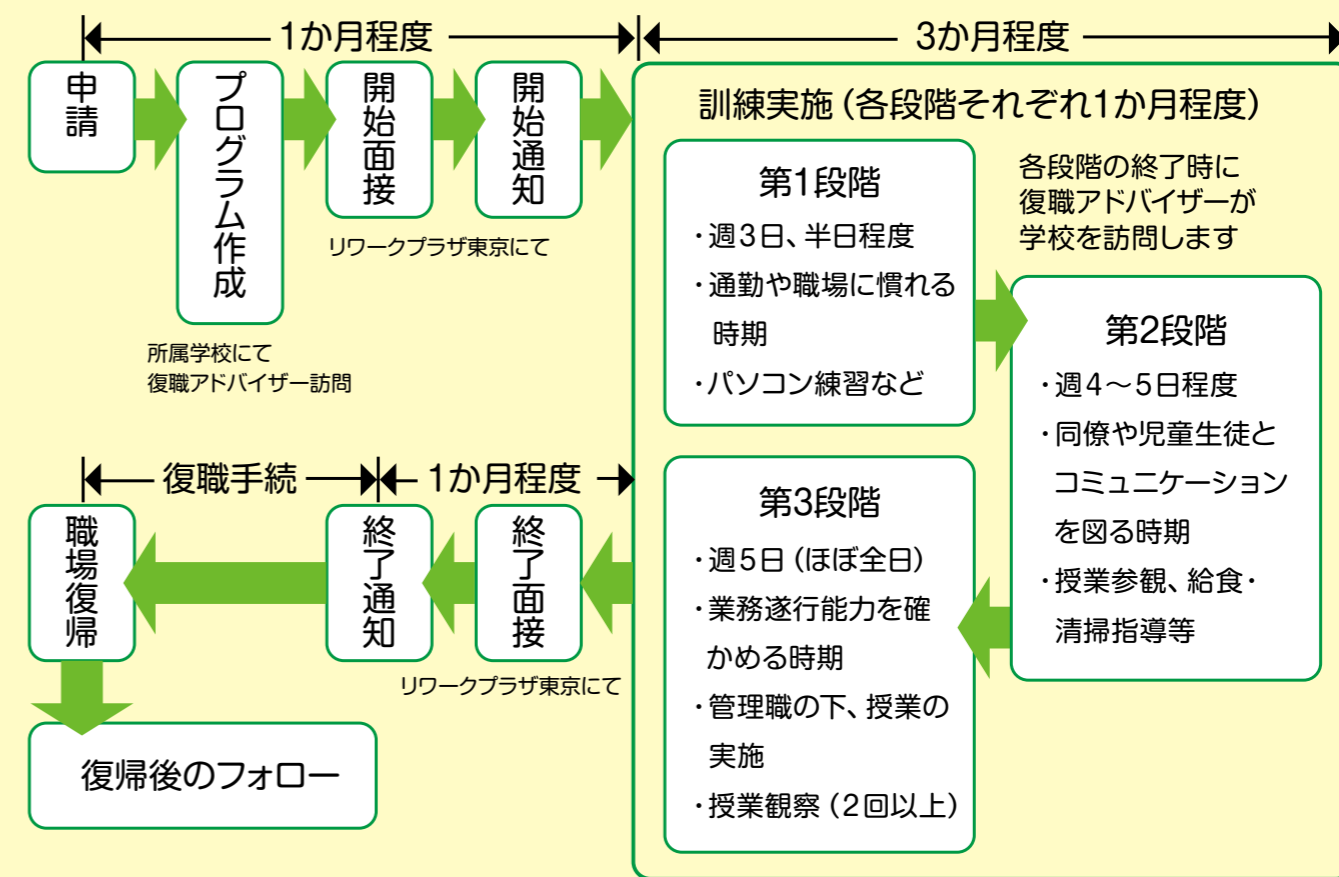 1か月程度
3か月程度
申請
プログラム作成
開始面接
開始通知
所属学校にて
復職アドバイザー訪問
リワークプラザ東京にて
訓練実施(各段階それぞれ1か月程度)
第1段階
・週3日、半日程度
・通勤や職場に慣れる
時期
・パソコン練習など
各段階の終了時に
復職アドバイザーが
学校を訪問します
第2段階
・週4〜5日程度
・同僚や児童生徒と
コミュニケーション
を図る時期
・授業参観、給食・
清掃指導等
第3段階
・週5日(ほぼ全日)
・業務遂行能力を確
かめる時期
・管理職の下、授業の
実施
・授業観察(2回以上)
1か月程度
復職手続
終了面接
終了通知
リワークプラザ東京にて
職場復帰
復帰後のフォロー